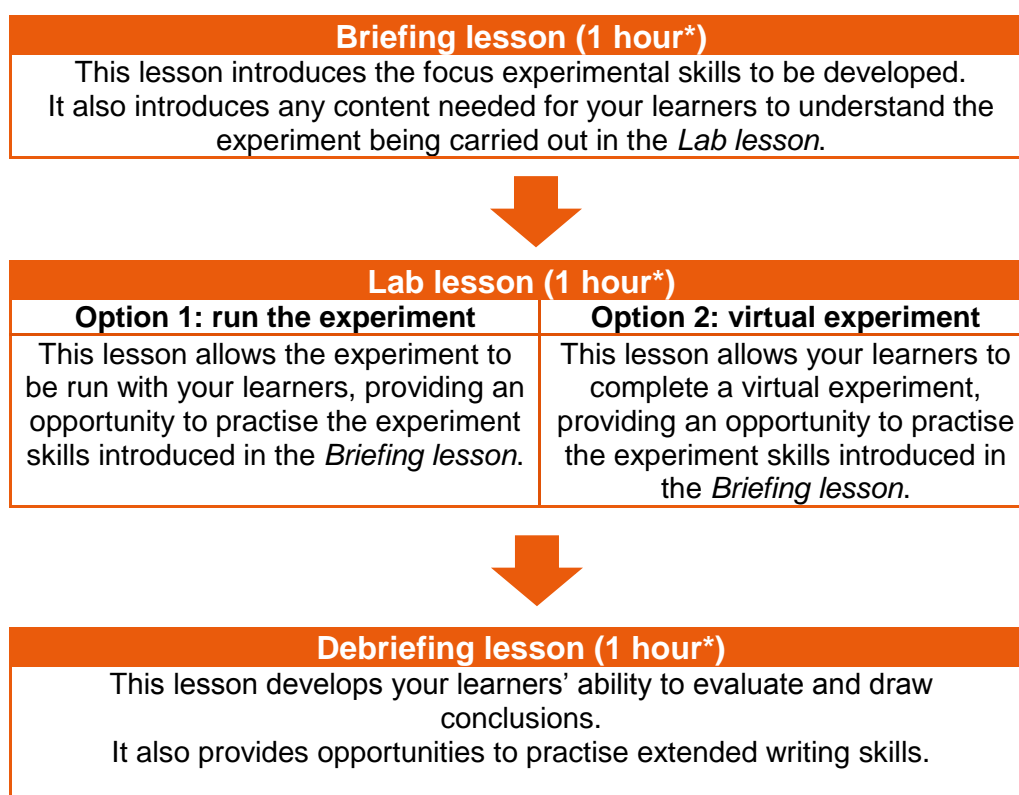 Briefing lesson (1 hour*)
This lesson introduces the focus experimental skills to be developed.
It also introduces any content needed for your learners to understand the
experiment being carried out in the Lab lesson.
Lab lesson (1 hour*)
Option 1: run the experiment
This lesson allows the experiment to
be run with your learners, providing an
opportunity to practise the experiment
skills introduced in the Briefing lesson.
Option 2: virtual experiment
This lesson allows your learners to
complete a virtual experiment,
providing an opportunity to practise
the experiment skills introduced in
the Briefing lesson.
Debriefing lesson (1 hour*)
This lesson develops your learners’ ability to evaluate and draw
conclusions.
It also provides opportunities to practise extended writing skills.